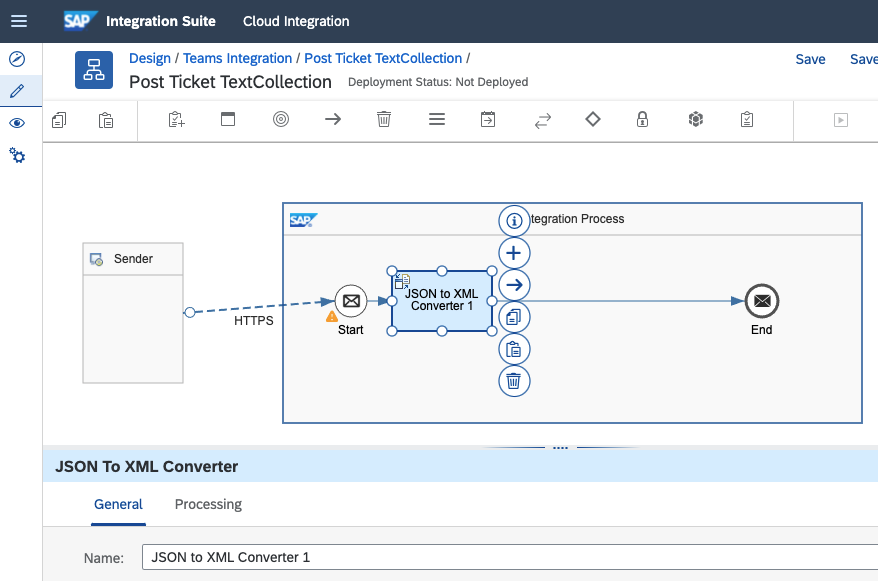 SAP Integration Suite Cloud Integration
Design / Teams Integration / Post Ticket TextCollection /
Post Ticket TextCollection Deployment Status: Not Deployed
Save Save
SAP
tegration Process
Sender
HTTPS
Start
JSON to XML
Converter 1
End
JSON To XML Converter
General Processing
Name: JSON to XML Converter 1